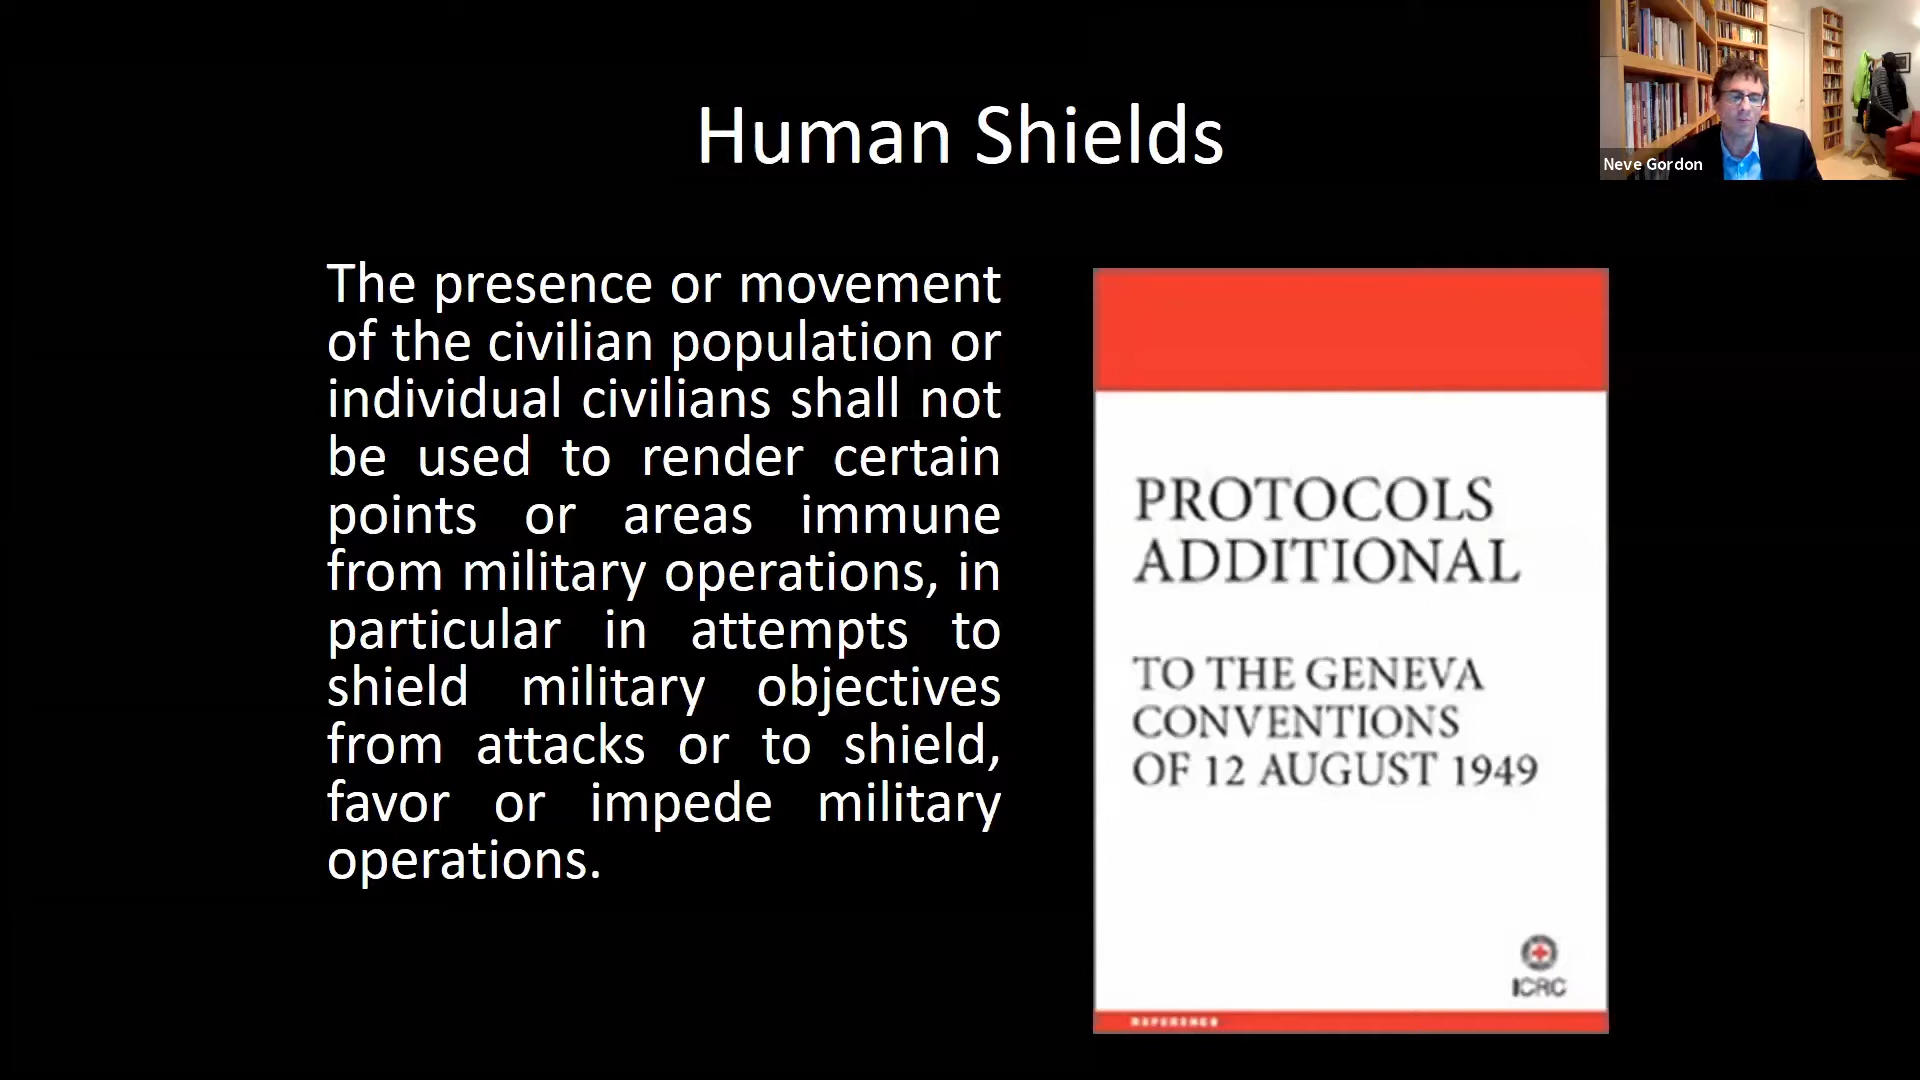 Human Shields
Neve Gordon
The presence or movement
of the civilian population or
individual civilians shall not
be used to render certain
points or areas immune
from military operations, in
particular in attempts to
shield military objectives
from attacks or to shield,
favor or impede military
operations.
PROTOCOLS
ADDITIONAL
TO THE GENEVA
CONVENTIONS
OF 12 AUGUST 1949
ICRC
REFERENCE